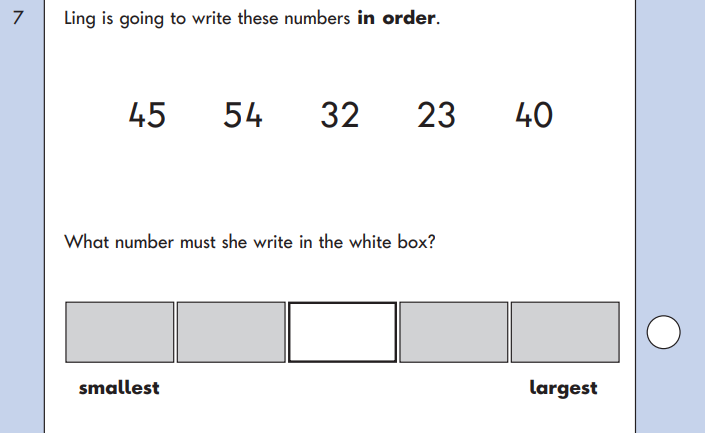 7 Ling is going to write these numbers in order.
45 54 32 23 40
What number must she write in the white box?
smallest largest